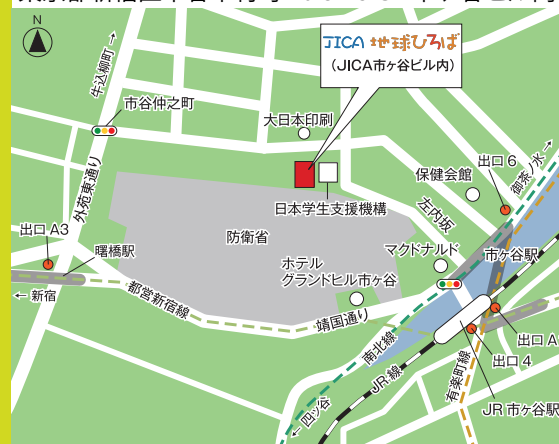 N
JICA 地球ひろば
(JICA市ヶ谷ビル内)
牛込柳町→
市谷仲之町
大日本印刷
出口6
御茶ノ水→
保健会館
外苑東通り
日本学生支援機構
左内坂
出口A3
防衛省
マクドナルド
市ヶ谷駅
曙橋駅
ホテル
グランドヒル市ヶ谷
←新宿
都営新宿線
靖国通り
南北線
出口A
出口4
JR線
有楽町線
←四ッ谷
JR市ヶ谷駅